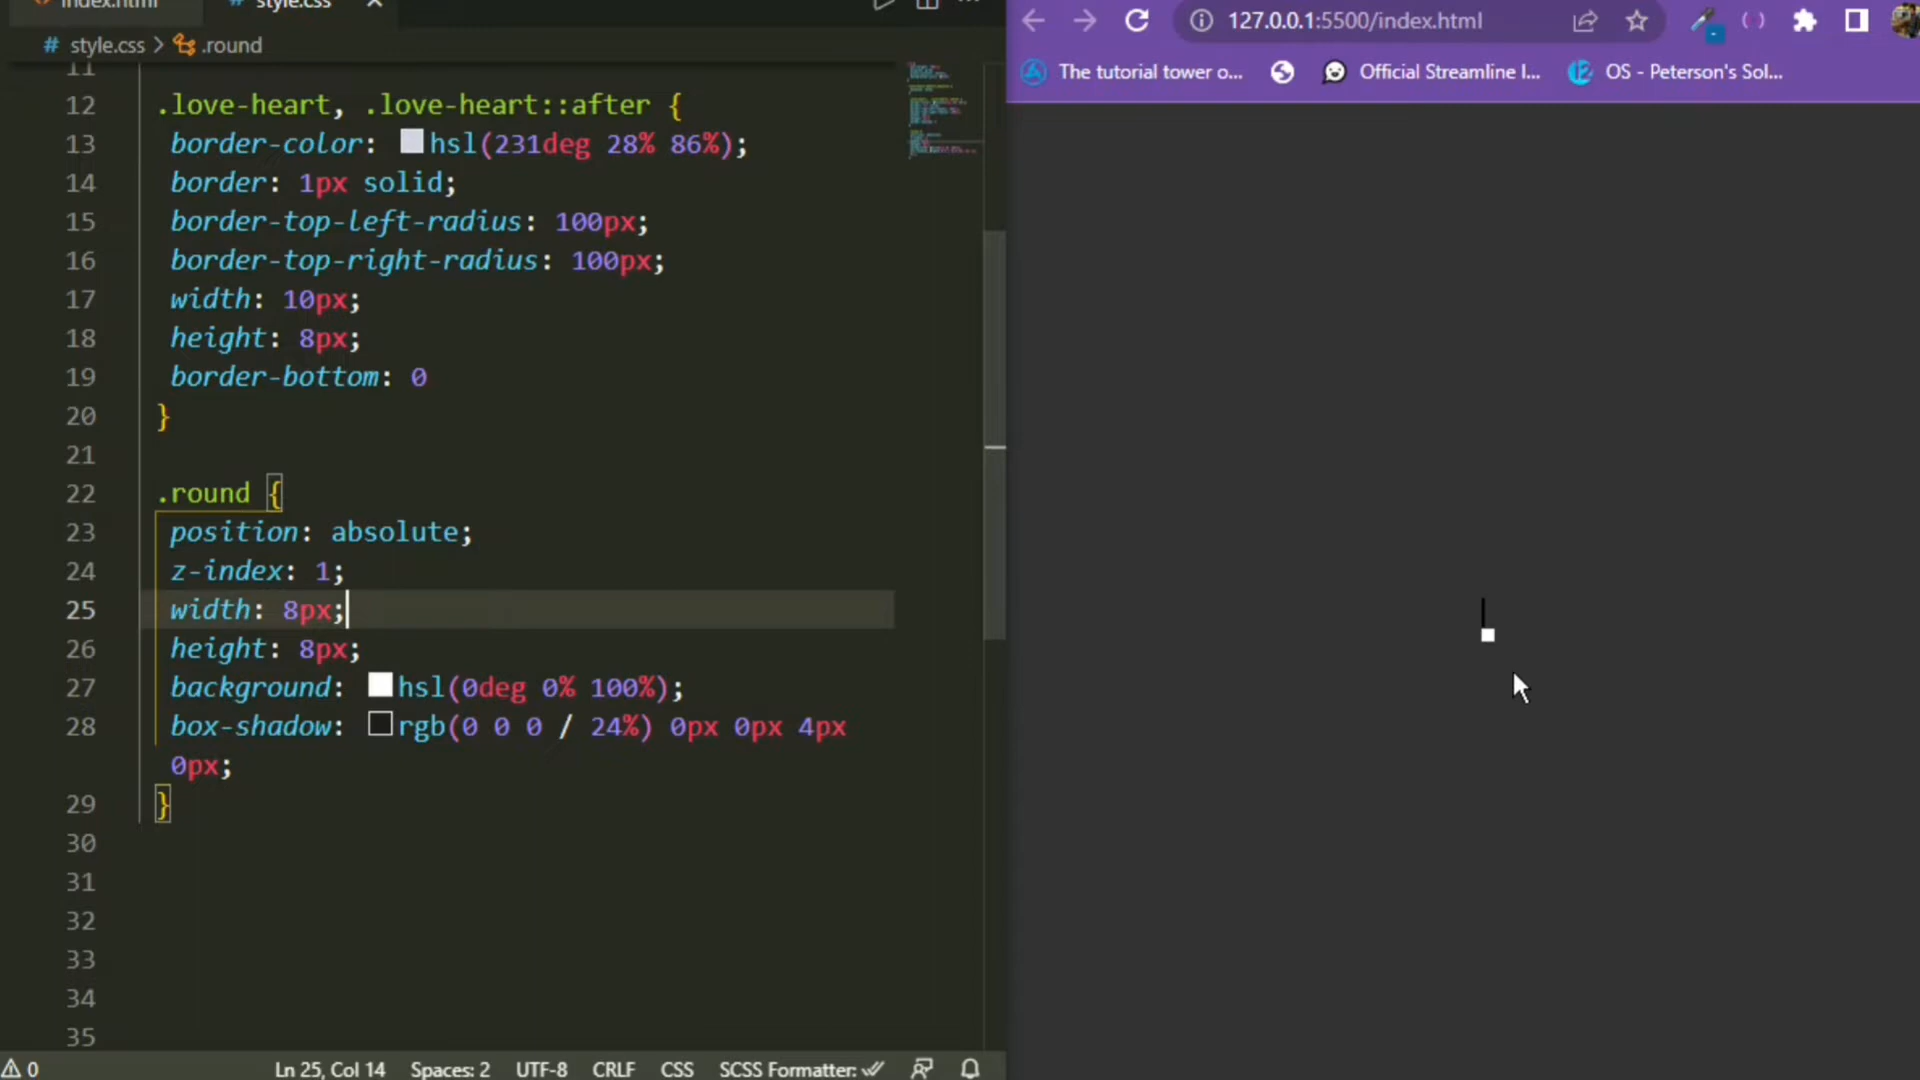 index.html
# style.css
# style.css > .round
11
12 .love-heart, .love-heart::after {
13 border-color: hsl(231deg 28% 86%);
14 border: 1px solid;
15 border-top-left-radius: 100px;
16 border-top-right-radius: 100px;
17 width: 10px;
18 height: 8px;
19 border-bottom: 0
20 }
21
22 .round {
23 position: absolute;
24 z-index: 1;
25 width: 8px;
26 height: 8px;
27 background: hsl(0deg 0% 100%);
28 box-shadow: rgb(0 0 0 / 24%) 0px 0px 4px
0px;
29 }
30
31
32
33
34
35
0 Ln 25, Col 14 Spaces: 2 UTF-8 CRLF CSS SCSS Formatter:
127.0.0.1:5500/index.html
The tutorial tower o... Official Streamline I... OS - Peterson's Sol...